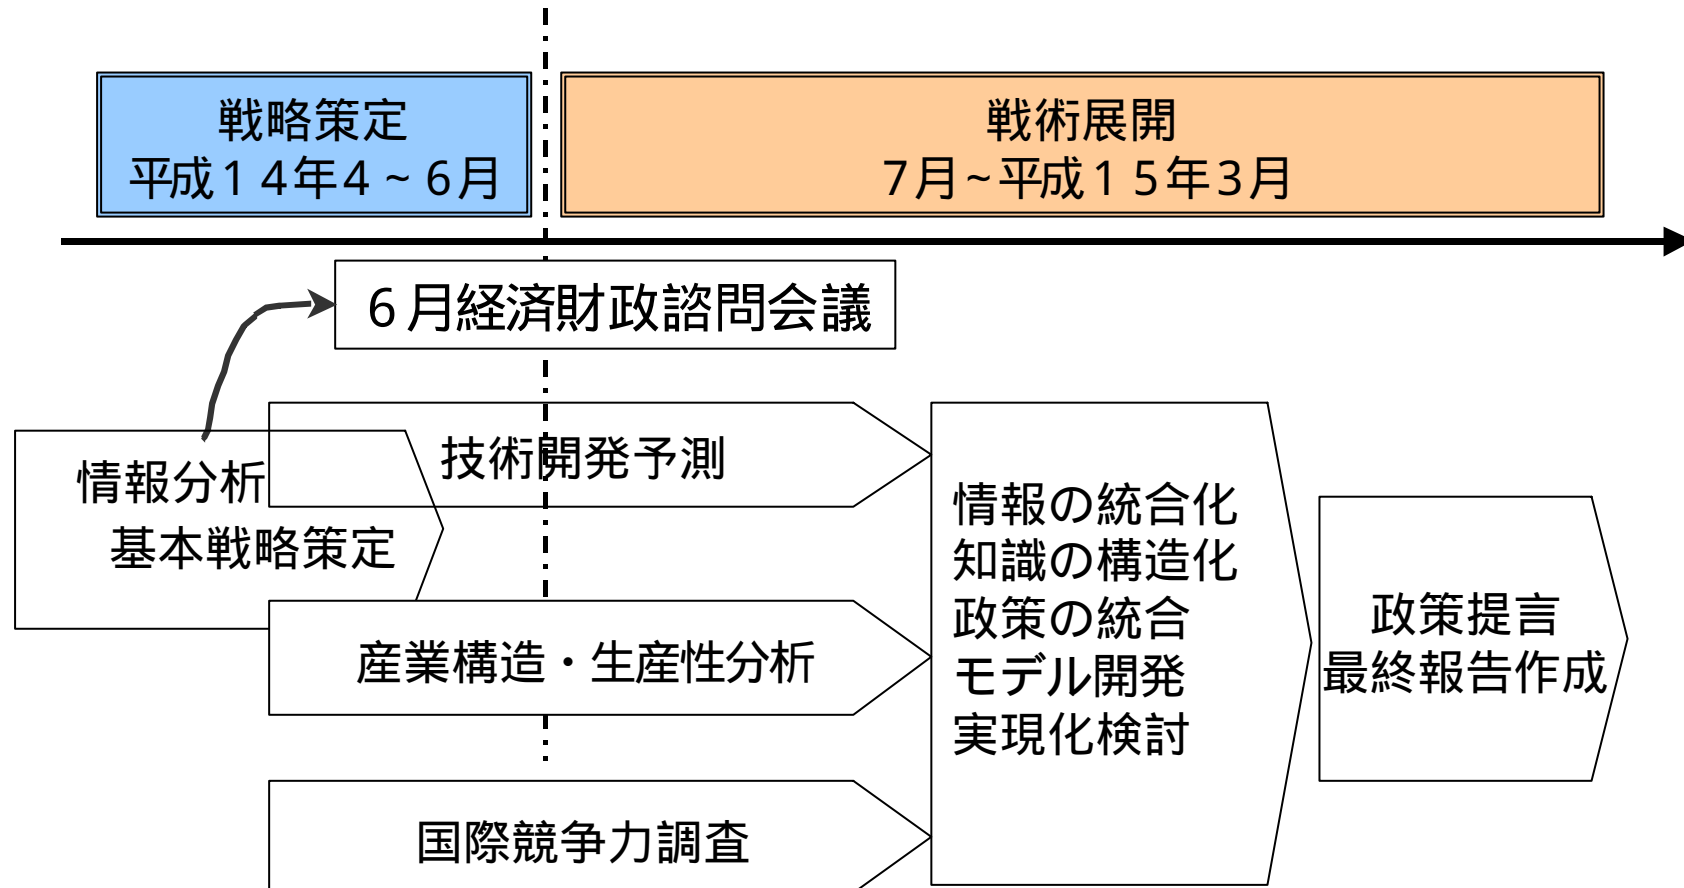 戦略策定
平成14年4~6月
戦術展開
7月~平成15年3月
6月経済財政諮問会議
技術開発予測
情報分析
基本戦略策定
産業構造・生産性分析
国際競争力調査
情報の統合化
知識の構造化
政策の統合
モデル開発
実現化検討
政策提言
最終報告作成